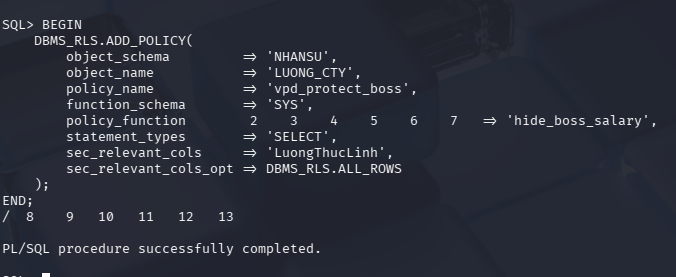 SQL> BEGIN
    DBMS_RLS.ADD_POLICY(
        object_schema         => 'NHANSU',
        object_name           => 'LUONG_CTY',
        policy_name           => 'vpd_protect_boss',
        function_schema       => 'SYS',
        policy_function        2    3    4    5    6    7   => 'hide_boss_salary',
        statement_types       => 'SELECT',
        sec_relevant_cols     => 'LuongThucLinh',
        sec_relevant_cols_opt => DBMS_RLS.ALL_ROWS
    );
END;
/  8    9   10   11   12   13
PL/SQL procedure successfully completed.